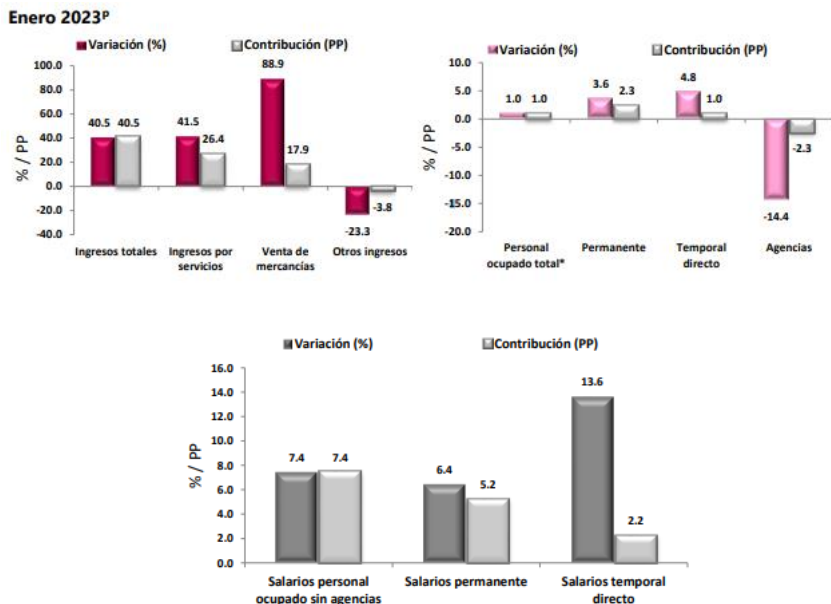 Enero 2023ᵖ
Variación (%) Contribución (PP)
% / PP
100.0
80.0
60.0
40.0
20.0
0.0
-20.0
-40.0
40.5 40.5
41.5 26.4
88.9 17.9
-23.3 -3.8
Ingresos totales
Ingresos por
servicios
Venta de
mercancías
Otros ingresos
Variación (%) Contribución (PP)
% / PP
10.0
5.0
0.0
-5.0
-10.0
-15.0
-20.0
1.0 1.0
3.6 2.3
4.8 1.0
-14.4 -2.3
Personal
ocupado total*
Permanente
Temporal
directo
Agencias
Variación (%) Contribución (PP)
% / PP
16.0
14.0
12.0
10.0
8.0
6.0
4.0
2.0
0.0
7.4 7.4
6.4 5.2
13.6 2.2
Salarios personal
ocupado sin agencias
Salarios permanente
Salarios temporal
directo